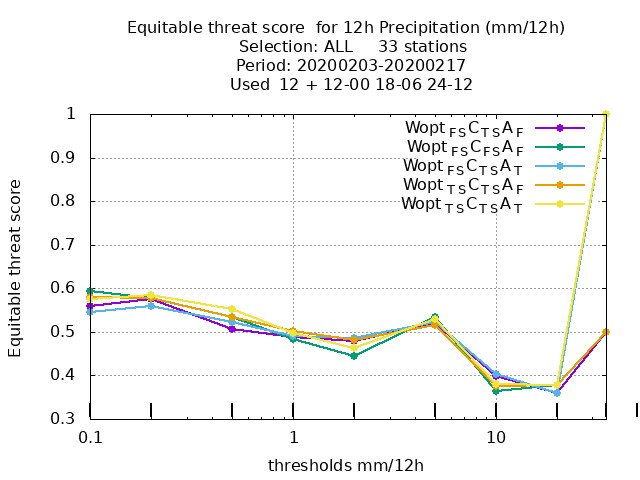 Equitable threat score  for 12h Precipitation (mm/12h)
Selection: ALL     33 stations
Period: 20200203-20200217
Used  12 + 12-00 18-06 24-12
1
0.9
0.8
0.7
0.6
0.5
0.4
0.3
Equitable threat score
Wopt FS C TS A F
Wopt FS C FS A F
Wopt FS C TS A T
Wopt TS C TS A F
Wopt TS C TS A T
0.1 1 10
thresholds mm/12h